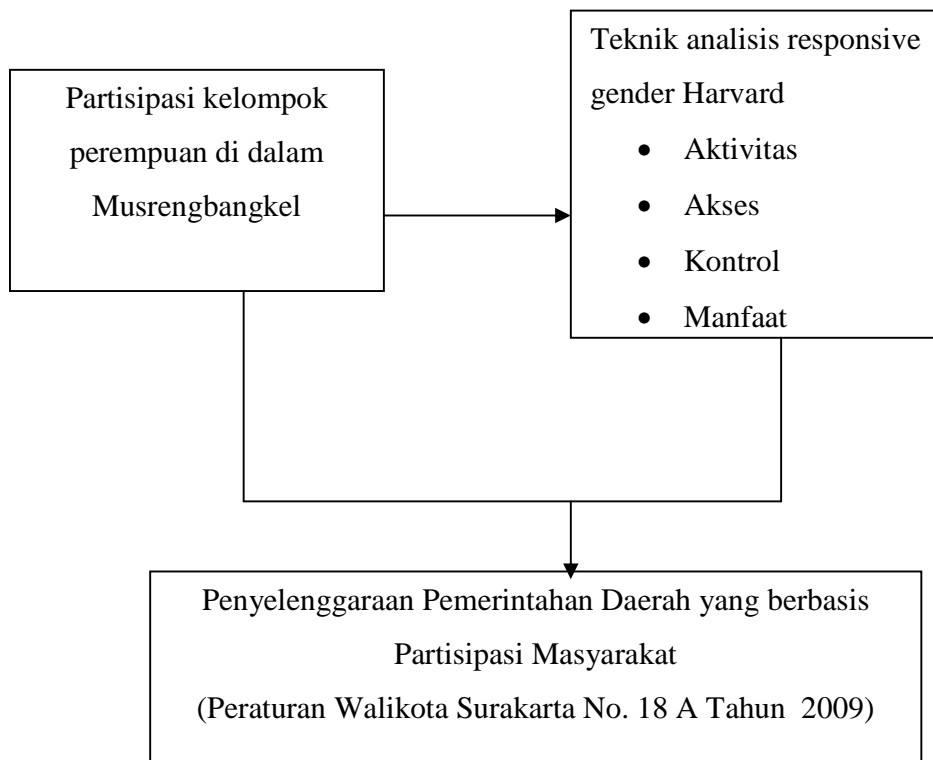 Partisipasi kelompok
perempuan di dalam
Musrengbangkel
Teknik analisis responsive
gender Harvard
• Aktivitas
• Akses
• Kontrol
• Manfaat
Penyelenggaraan Pemerintahan Daerah yang berbasis
Partisipasi Masyarakat
(Peraturan Walikota Surakarta No. 18 A Tahun 2009)